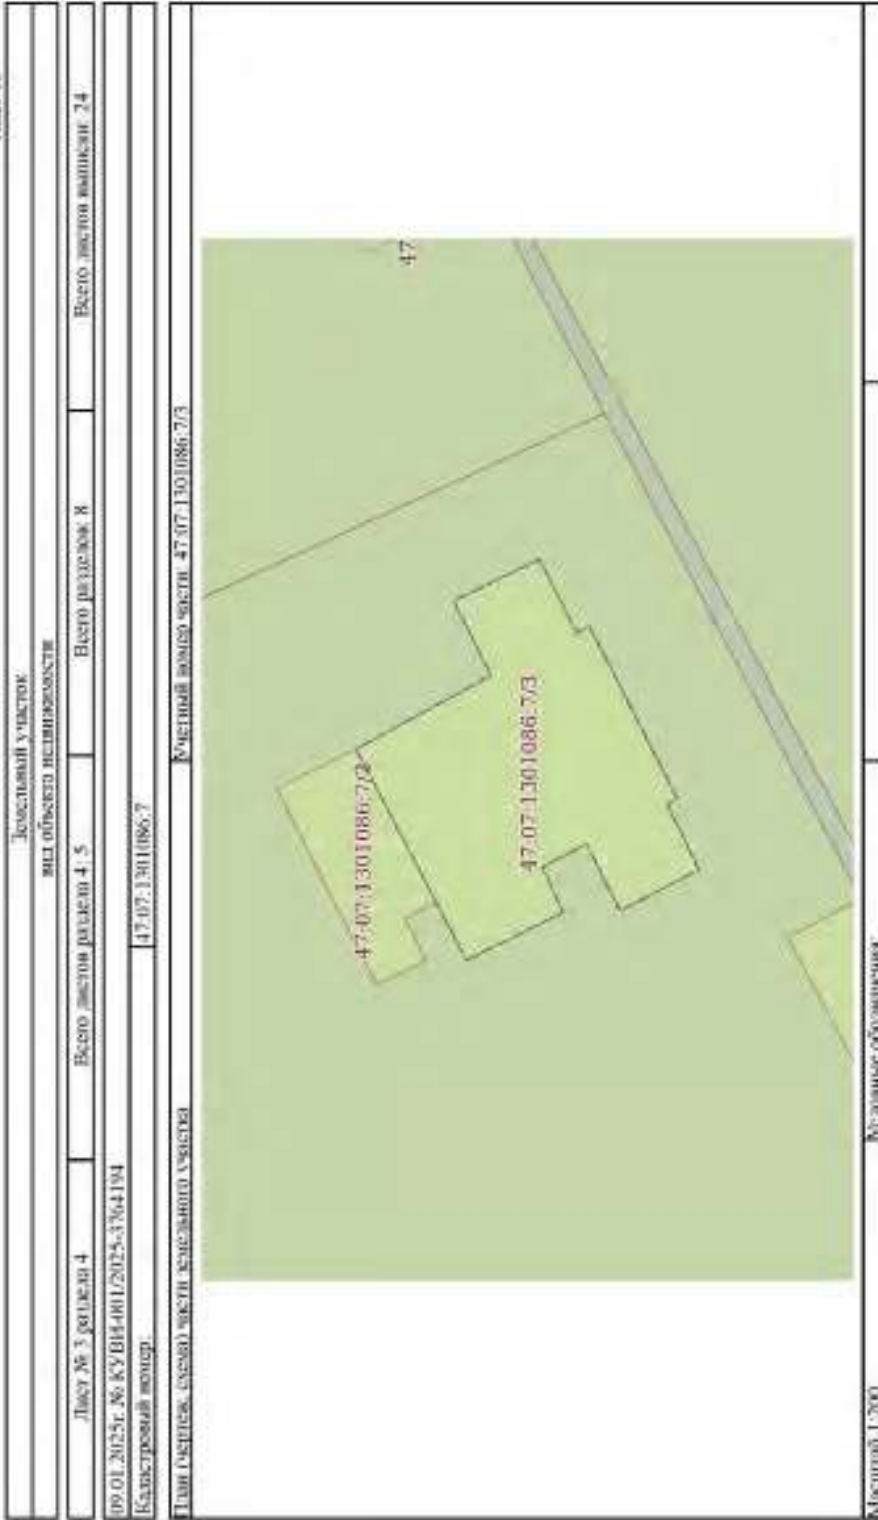 Земельный участок
вид объекта недвижимости
Лист № 3 раздела 4 Всего листов раздела 4: 5 Всего разделов: 8 Всего листов выписки: 24
09.01.2025г. № КУВИ-001/2025-3764194
Кадастровый номер: 47:07:1301086:7
План (чертеж, схема) части земельного участка Учетный номер части: 47:07:1301086:7/3
47
47:07:1301086:7/2
47:07:1301086:7/3
Масштаб 1:700 Условные обозначения: